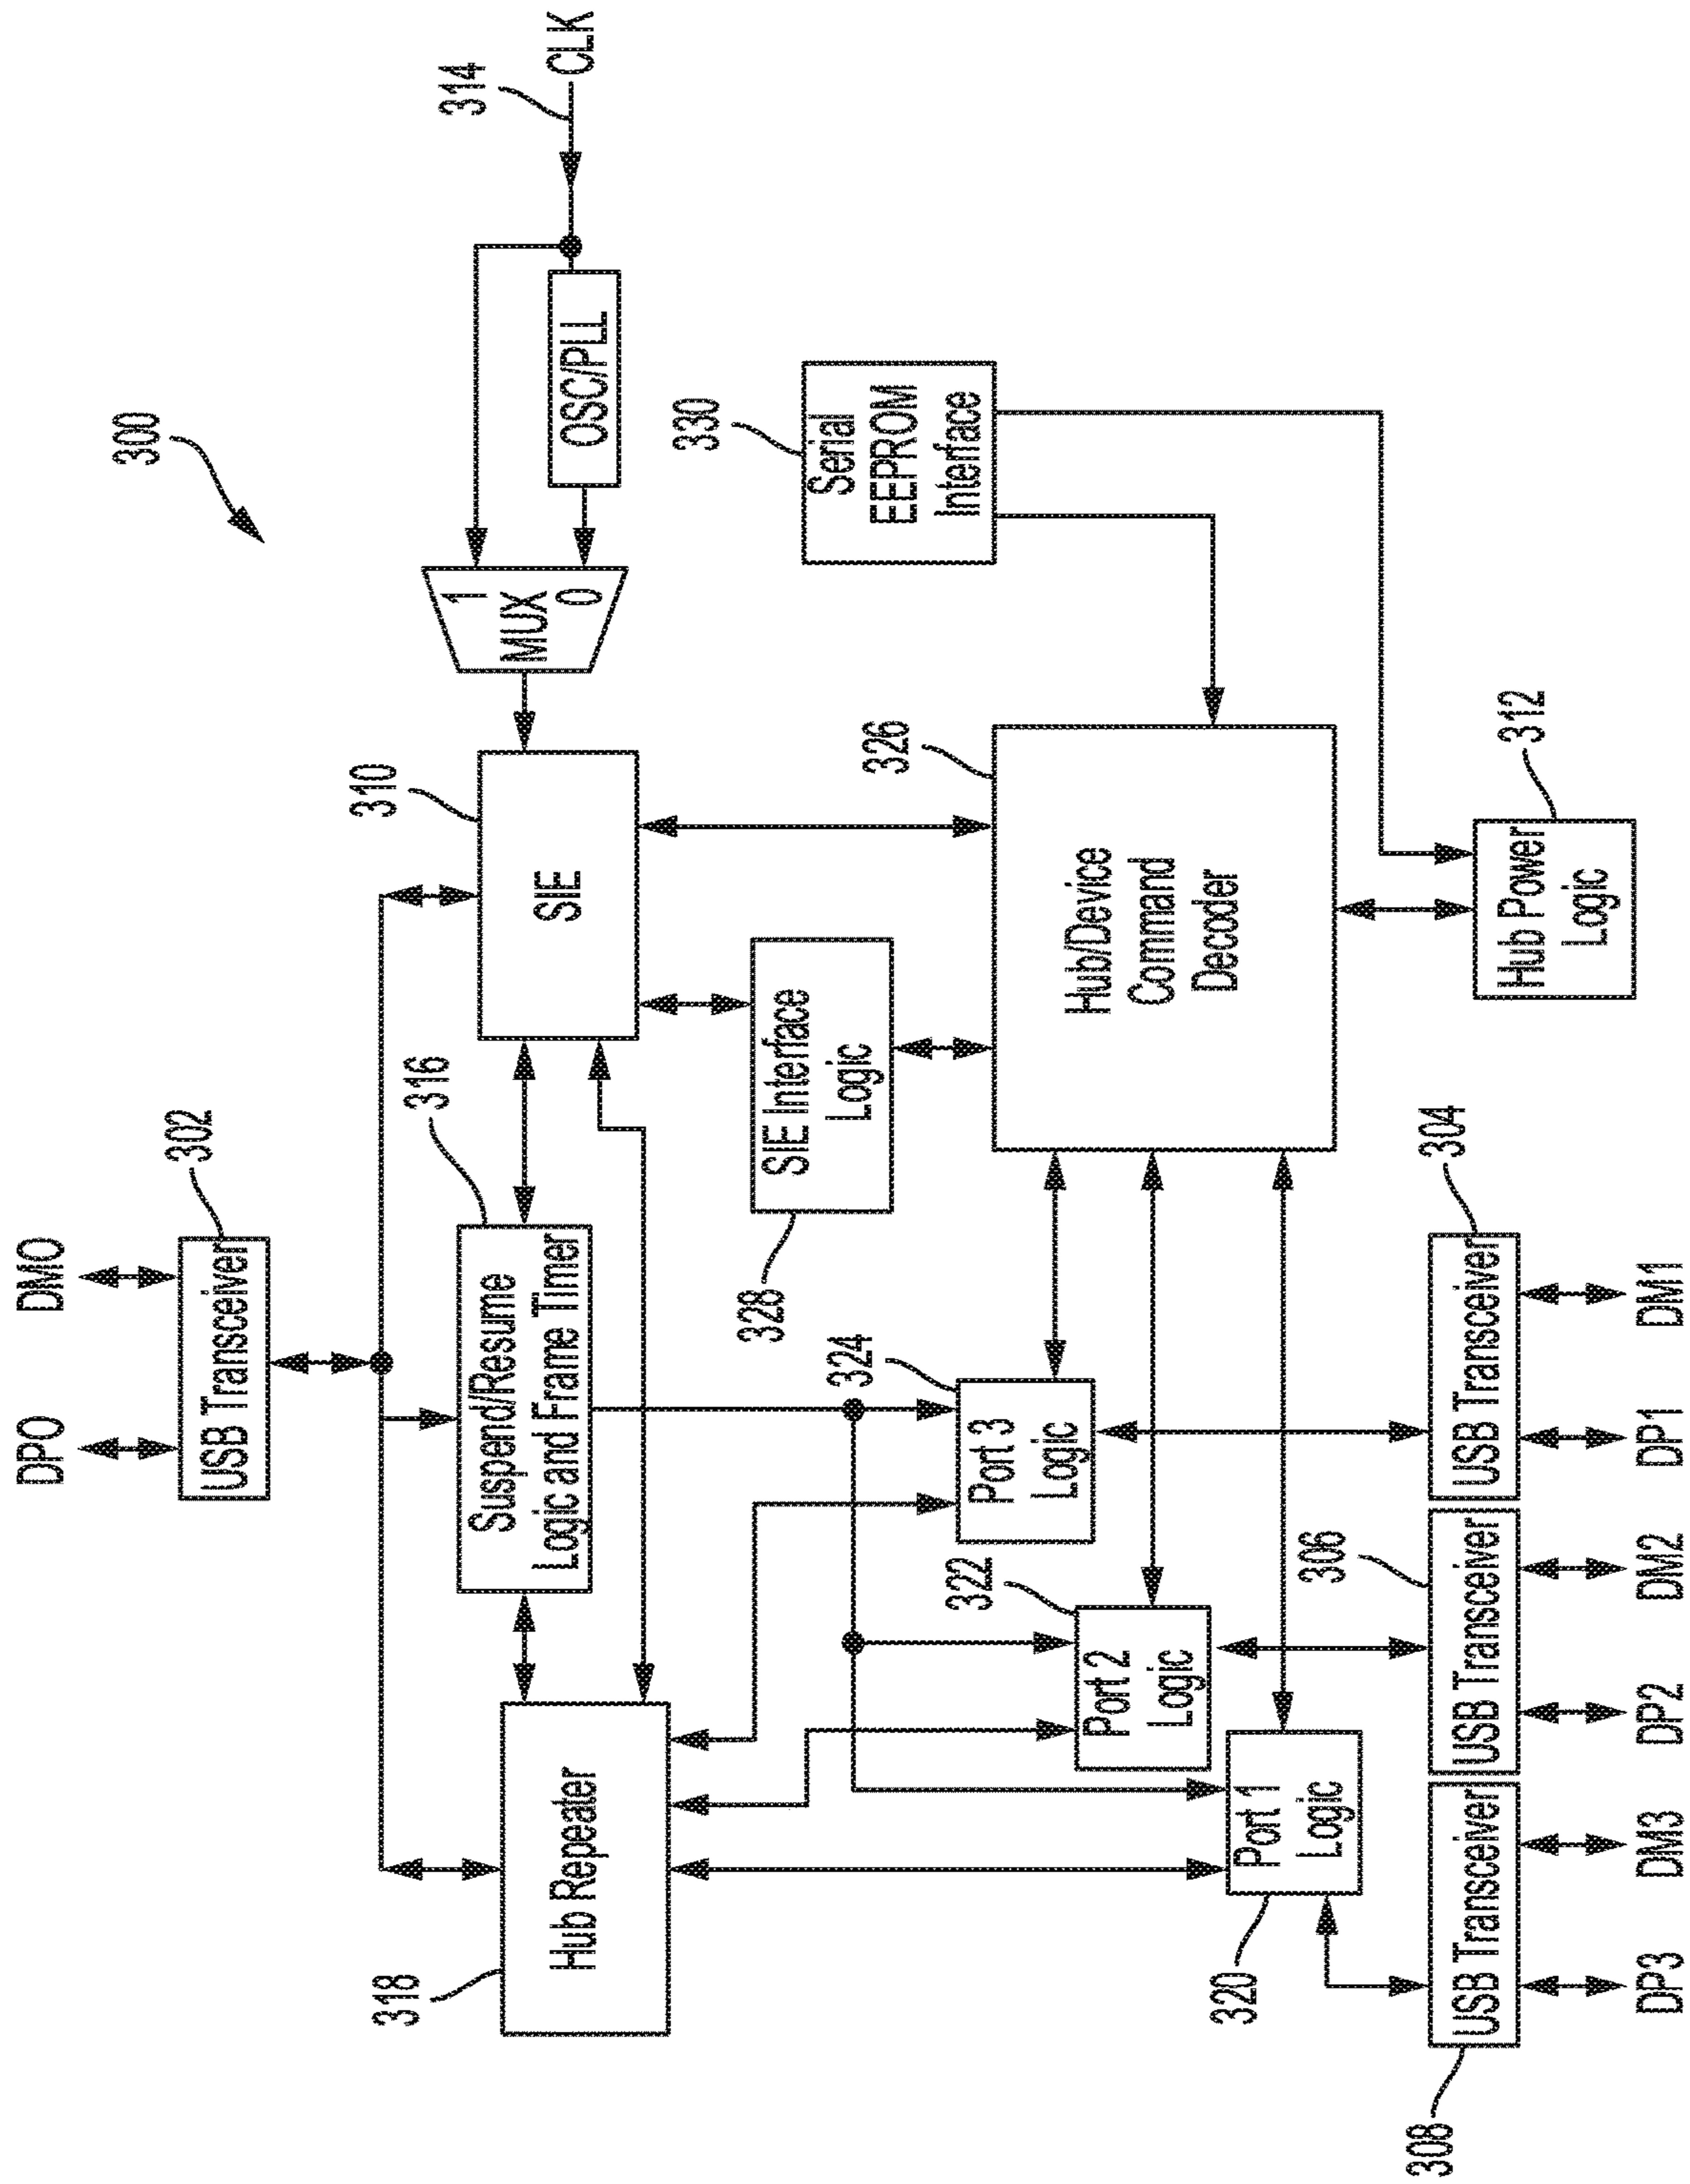 300
DPO
DMO
302
USB Transceiver
318
Hub Repeater
316
Suspend/Resume
Logic and Frame Timer
310
SIE
1
MUX
0
OSC/PLL
314
CLK
328
SIE Interface
Logic
330
Serial
EEPROM
Interface
326
Hub/Device
Command
Decoder
324
Port 3
Logic
322
Port 2
Logic
320
Port 1
Logic
312
Hub Power
Logic
308
USB Transceiver
306
USB Transceiver
304
USB Transceiver
DP3
DM3
DP2
DM2
DP1
DM1